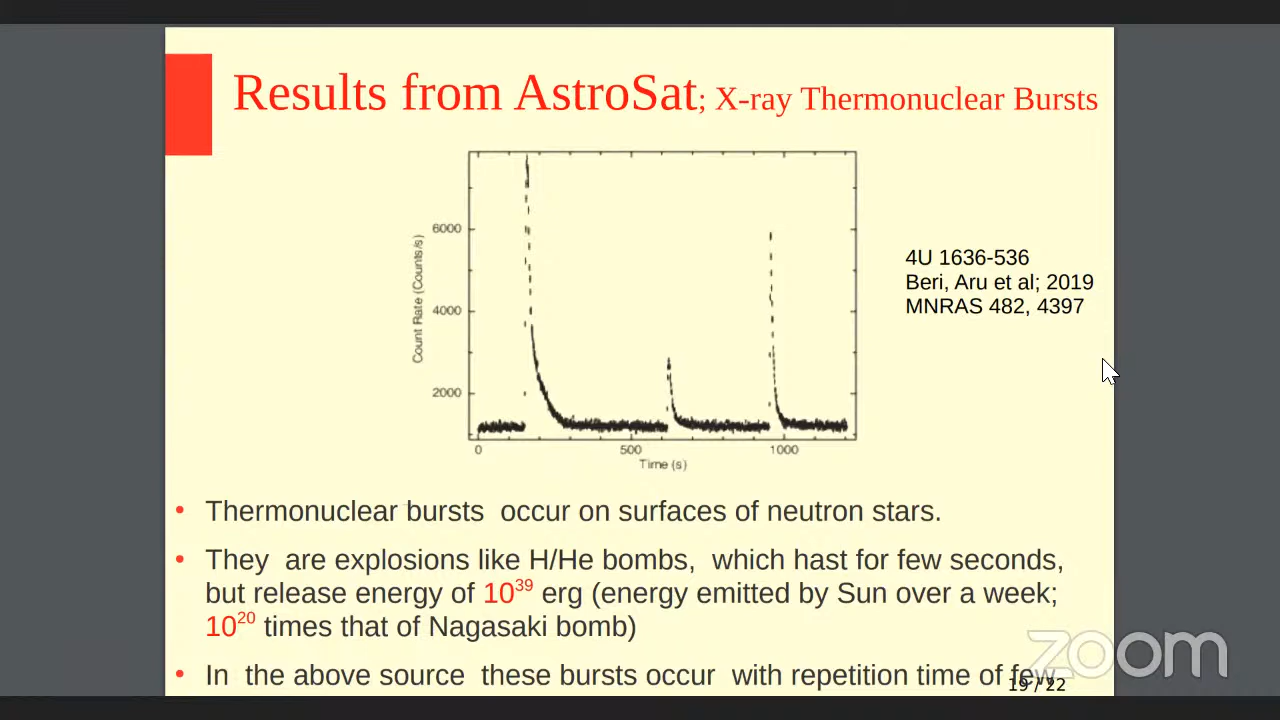 Results from AstroSat; X-ray Thermonuclear Bursts
6000
4000
2000
Count Rate (Counts/s)
0 500 1000
Time (s)
4U 1636-536
Beri, Aru et al; 2019
MNRAS 482, 4397
• Thermonuclear bursts occur on surfaces of neutron stars.
• They are explosions like H/He bombs, which hast for few seconds,
but release energy of 10³⁹ erg (energy emitted by Sun over a week;
10²⁰ times that of Nagasaki bomb)
• In the above source these bursts occur with repetition time of few
19 / 22
zoom